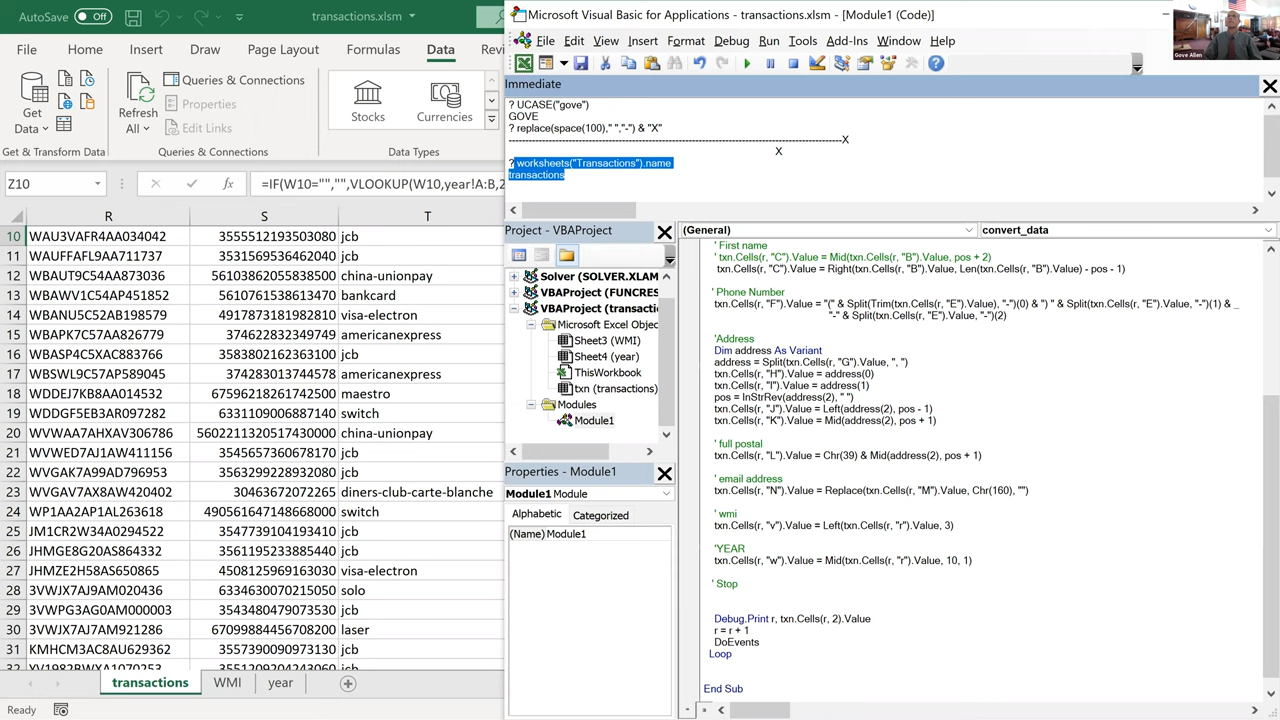 AutoSave Off
transactions.xlsm
File Home Insert Draw Page Layout Formulas Data
Get Data
Refresh All
Queries & Connections
Properties
Edit Links
Stocks
Currencies
Get & Transform Data
Queries & Connections
Data Types
Z10
fx
=IF(W10="","",VLOOKUP(W10,year!A:B,2
R S T
10 WAU3VAFR4AA034042 3555512193503080 jcb
11 WAUFFAFL9AA711737 3531569536462040 jcb
12 WBAUT9C54AA873036 56103862055838500 china-unionpay
13 WBAWV1C54AP451852 5610761538613470 bankcard
14 WBANU5C52AB198579 4917873181982810 visa-electron
15 WBAPK7C57AA826779 374622832349749 americanexpress
16 WBASP4C5XAC883766 3583802162363100 jcb
17 WBSWL9C57AP589045 374283013744578 americanexpress
18 WDDEJ7KB8AA014532 67596218261742500 maestro
19 WDDGF5EB3AR097282 6331109006887140 switch
20 WVWAA7AHXAV306786 5602211320517430000 china-unionpay
21 WVWED7AJ1AW411156 3545657360678170 jcb
22 WVGAK7A99AD796953 3563299228932080 jcb
23 WVGAV7AX8AW420402 30463672072265 diners-club-carte-blanche
24 WP1AA2AP1AL263618 490561647148668000 switch
25 JM1CR2W34A0294522 3547739104193410 jcb
26 JHMGE8G20AS864332 3561195233885440 jcb
27 JHMZE2H58AS650865 4508125969163030 visa-electron
28 3VWJX7AJ9AM020436 6334630070215050 solo
29 3VWPG3AG0AM000003 3543480479073530 jcb
30 3VWJX7AJ7AM921286 67099884456708200 laser
31 KMHCM3AC8AU629362 3557390090973130 jcb
transactions WMI year
Ready
Microsoft Visual Basic for Applications - transactions.xlsm - [Module1 (Code)]
File Edit View Insert Format Debug Run Tools Add-Ins Window Help
Gove Allen
Immediate
? UCASE("gove")
GOVE
? replace(space(100)," ","-") & "X"
----------------------------------------------------------------------------------------------------X
X
? worksheets("Transactions").name
transactions
Project - VBAProject
Solver (SOLVER.XLAM
VBAProject (FUNCRES
VBAProject (transactio
Microsoft Excel Objec
Sheet3 (WMI)
Sheet4 (year)
ThisWorkbook
txn (transactions)
Modules
Module1
Properties - Module1
Module1 Module
Alphabetic Categorized
(Name) Module1
(General)
convert_data
' First name
' txn.Cells(r, "C").Value = Mid(txn.Cells(r, "B").Value, pos + 2)
txn.Cells(r, "C").Value = Right(txn.Cells(r, "B").Value, Len(txn.Cells(r, "B").Value) - pos - 1)
' Phone Number
txn.Cells(r, "F").Value = "(" & Split(Trim(txn.Cells(r, "E").Value), "-")(0) & ") " & Split(txn.Cells(r, "E").Value, "-")(1) & _
"-" & Split(txn.Cells(r, "E").Value, "-")(2)
'Address
Dim address As Variant
address = Split(txn.Cells(r, "G").Value, ", ")
txn.Cells(r, "H").Value = address(0)
txn.Cells(r, "I").Value = address(1)
pos = InStrRev(address(2), " ")
txn.Cells(r, "J").Value = Left(address(2), pos - 1)
txn.Cells(r, "K").Value = Mid(address(2), pos + 1)
' full postal
txn.Cells(r, "L").Value = Chr(39) & Mid(address(2), pos + 1)
' email address
txn.Cells(r, "N").Value = Replace(txn.Cells(r, "M").Value, Chr(160), "")
' wmi
txn.Cells(r, "v").Value = Left(txn.Cells(r, "r").Value, 3)
'YEAR
txn.Cells(r, "w").Value = Mid(txn.Cells(r, "r").Value, 10, 1)
' Stop
Debug.Print r, txn.Cells(r, 2).Value
r = r + 1
DoEvents
Loop
End Sub